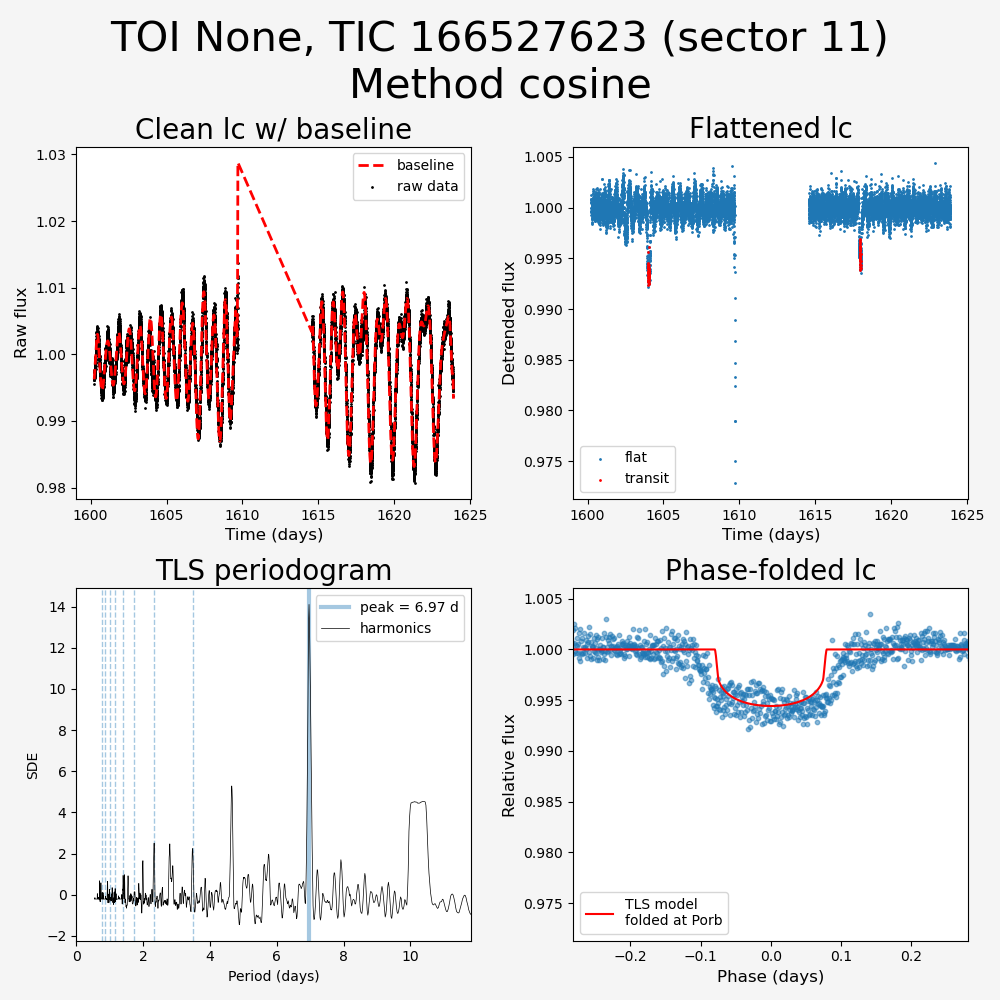 TOI None, TIC 166527623 (sector 11)
Method cosine
Clean lc w/ baseline
Raw flux
1.03
1.02
1.01
1.00
0.99
0.98
baseline
raw data
1600
1605
1610
1615
1620
1625
Time (days)
Flattened lc
Detrended flux
1.005
1.000
0.995
0.990
0.985
0.980
0.975
flat
transit
1600
1605
1610
1615
1620
1625
Time (days)
TLS periodogram
SDE
14
12
10
8
6
4
2
0
−2
peak = 6.97 d
harmonics
0
2
4
6
8
10
Period (days)
Phase-folded lc
Relative flux
1.005
1.000
0.995
0.990
0.985
0.980
0.975
TLS model
folded at Porb
−0.2
−0.1
0.0
0.1
0.2
Phase (days)